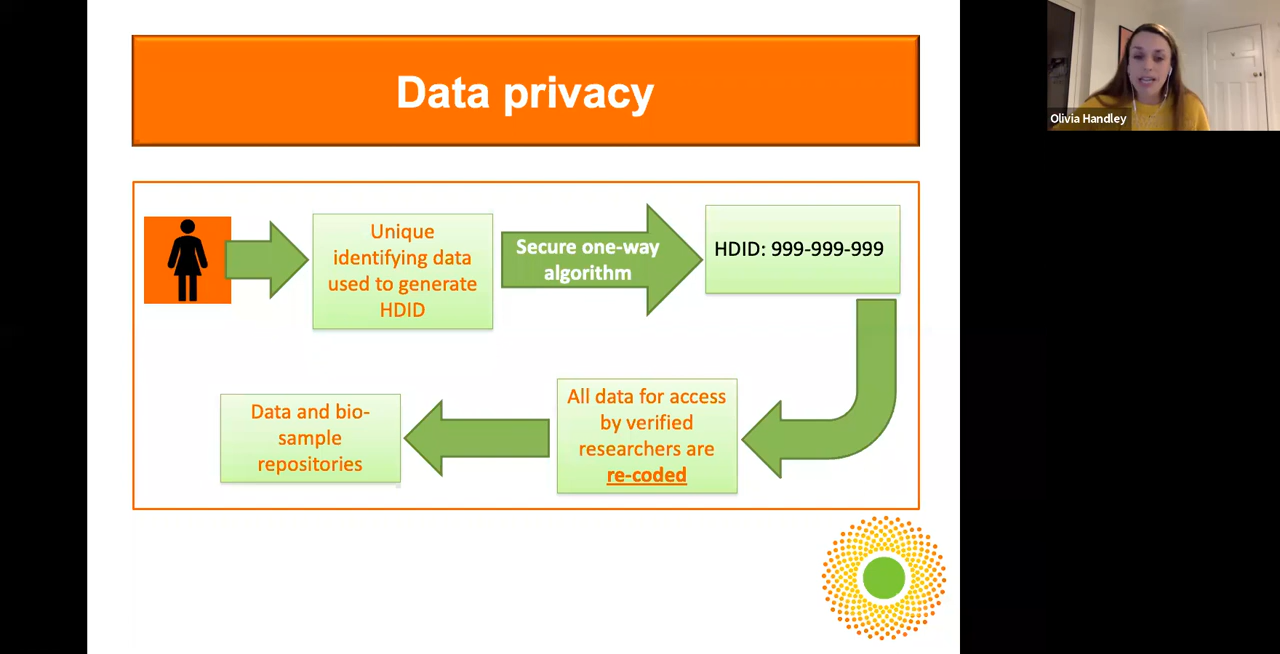 Data privacy
Olivia Handley
Unique
identifying data
used to generate
HDID
Secure one-way
algorithm
HDID: 999-999-999
All data for access
by verified
researchers are
re-coded
Data and bio-
sample
repositories